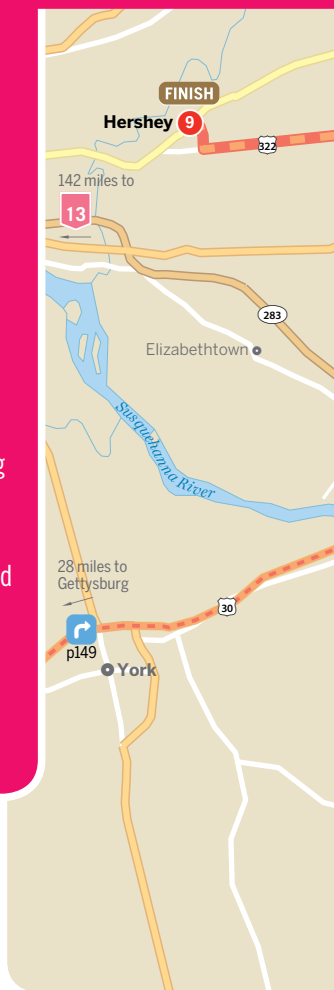 FINISH
Hershey 9
322
142 miles to
13
283
Elizabethtown
Susquehanna River
g
d
28 miles to
Gettysburg
30
p149
York